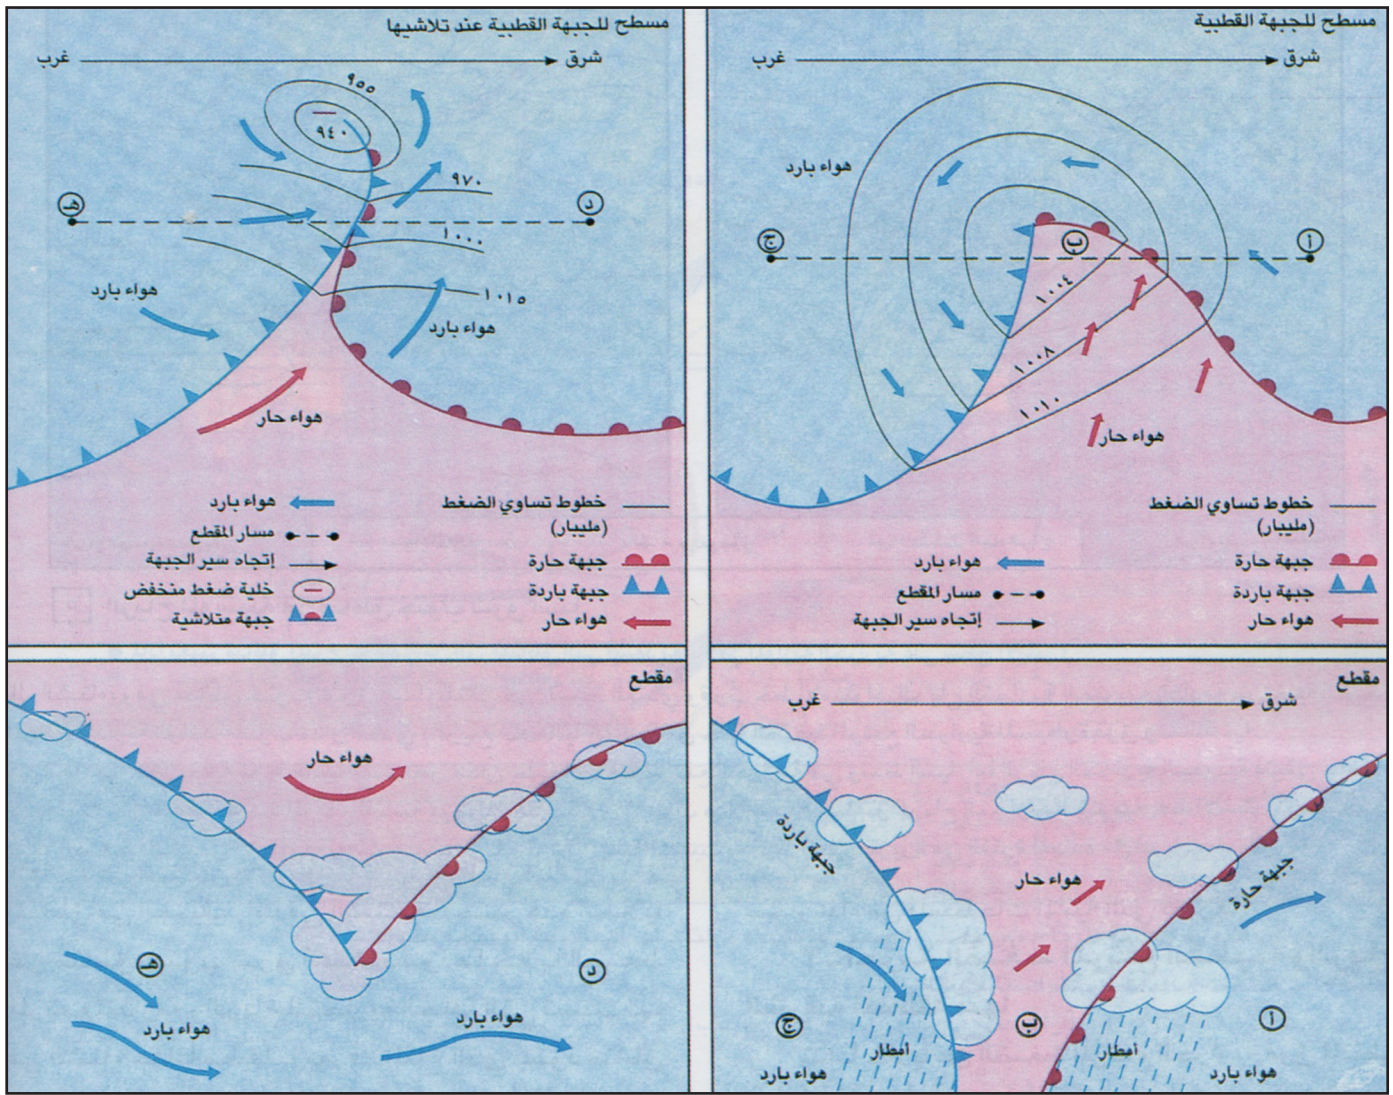 مسطح للجبهة القطبية
شرق
غرب
هواء بارد
أ
ب
ج
١٠٠٤
١٠٠٨
١٠١٠
هواء حار
خطوط تساوي الضغط
(مليبار)
جبهة حارة
جبهة باردة
هواء حار
هواء بارد
مسار المقطع
إتجاه سير الجبهة
مسطح للجبهة القطبية عند تلاشيها
شرق
غرب
٩٥٥
٩٤٠
٩٧٠
د
هـ
١٠٠٠
١٠١٥
هواء بارد
هواء بارد
هواء حار
خطوط تساوي الضغط
(مليبار)
جبهة حارة
جبهة باردة
هواء حار
هواء بارد
مسار المقطع
إتجاه سير الجبهة
خلية ضغط منخفض
جبهة متلاشية
مقطع
شرق
غرب
جبهة باردة
هواء حار
جبهة حارة
أ
ب
ج
أمطار
أمطار
هواء بارد
هواء بارد
مقطع
هواء حار
د
هـ
هواء بارد
هواء بارد